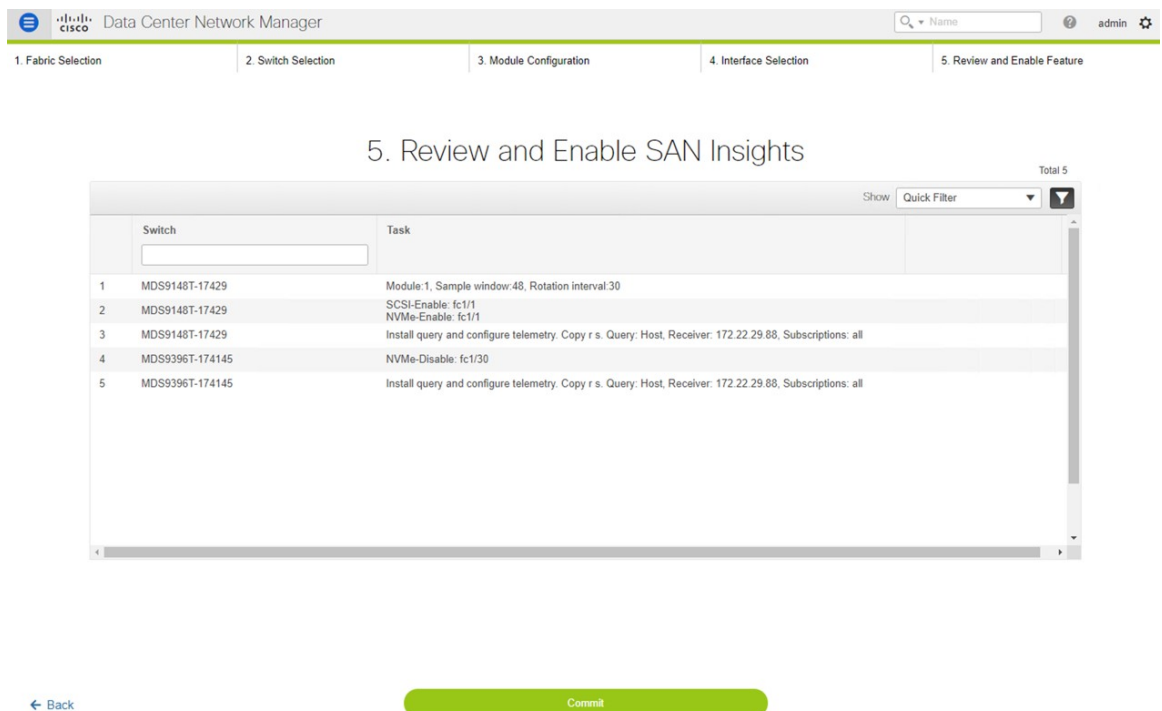 cisco Data Center Network Manager
Name
admin
1. Fabric Selection
2. Switch Selection
3. Module Configuration
4. Interface Selection
5. Review and Enable Feature
5. Review and Enable SAN Insights
Total 5
Show Quick Filter
Switch Task
1 MDS9148T-17429 Module:1, Sample window:48, Rotation interval:30
2 MDS9148T-17429 SCSI-Enable: fc1/1
NVMe-Enable: fc1/1
3 MDS9148T-17429 Install query and configure telemetry. Copy r s. Query: Host, Receiver: 172.22.29.88, Subscriptions: all
4 MDS9396T-174145 NVMe-Disable: fc1/30
5 MDS9396T-174145 Install query and configure telemetry. Copy r s. Query: Host, Receiver: 172.22.29.88, Subscriptions: all
Back
Commit